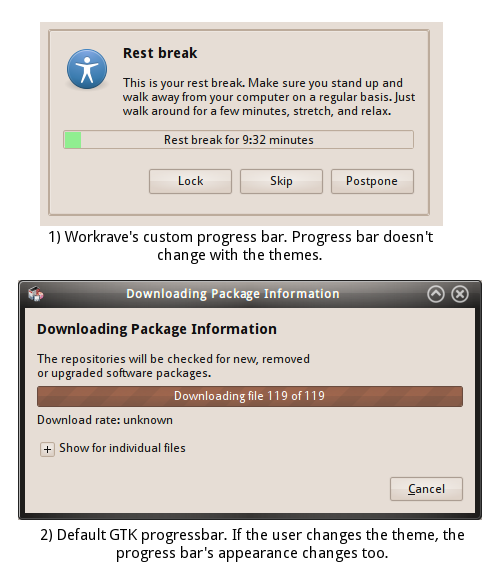 Rest break
This is your rest break. Make sure you stand up and
walk away from your computer on a regular basis. Just
walk around for a few minutes, stretch, and relax.
Rest break for 9:32 minutes
Lock Skip Postpone
1) Workrave's custom progress bar. Progress bar doesn't
change with the themes.
Downloading Package Information
Downloading Package Information
The repositories will be checked for new, removed
or upgraded software packages.
Downloading file 119 of 119
Download rate: unknown
Show for individual files
Cancel
2) Default GTK progressbar. If the user changes the theme, the
progress bar's appearance changes too.